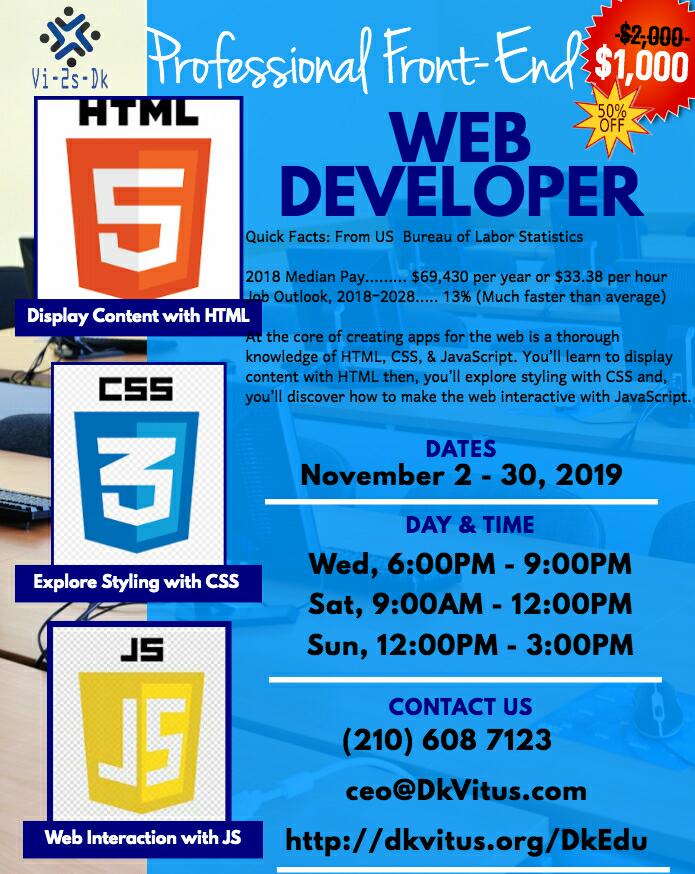 Vi-2s-Dk
Professional Front-End
-$2,000-
$1,000
50%
OFF
WEB
DEVELOPER
HTML
5
Display Content with HTML
Quick Facts: From US Bureau of Labor Statistics
2018 Median Pay......... $69,430 per year or $33.38 per hour
Job Outlook, 2018-2028..... 13% (Much faster than average)
At the core of creating apps for the web is a thorough
knowledge of HTML, CSS, & JavaScript. You'll learn to display
content with HTML then, you'll explore styling with CSS and,
you'll discover how to make the web interactive with JavaScript.
CSS
3
Explore Styling with CSS
JS
JS
Web Interaction with JS
DATES
November 2 - 30, 2019
DAY & TIME
Wed, 6:00PM - 9:00PM
Sat, 9:00AM - 12:00PM
Sun, 12:00PM - 3:00PM
CONTACT US
(210) 608 7123
ceo@DkVitus.com
http://dkvitus.org/DkEdu